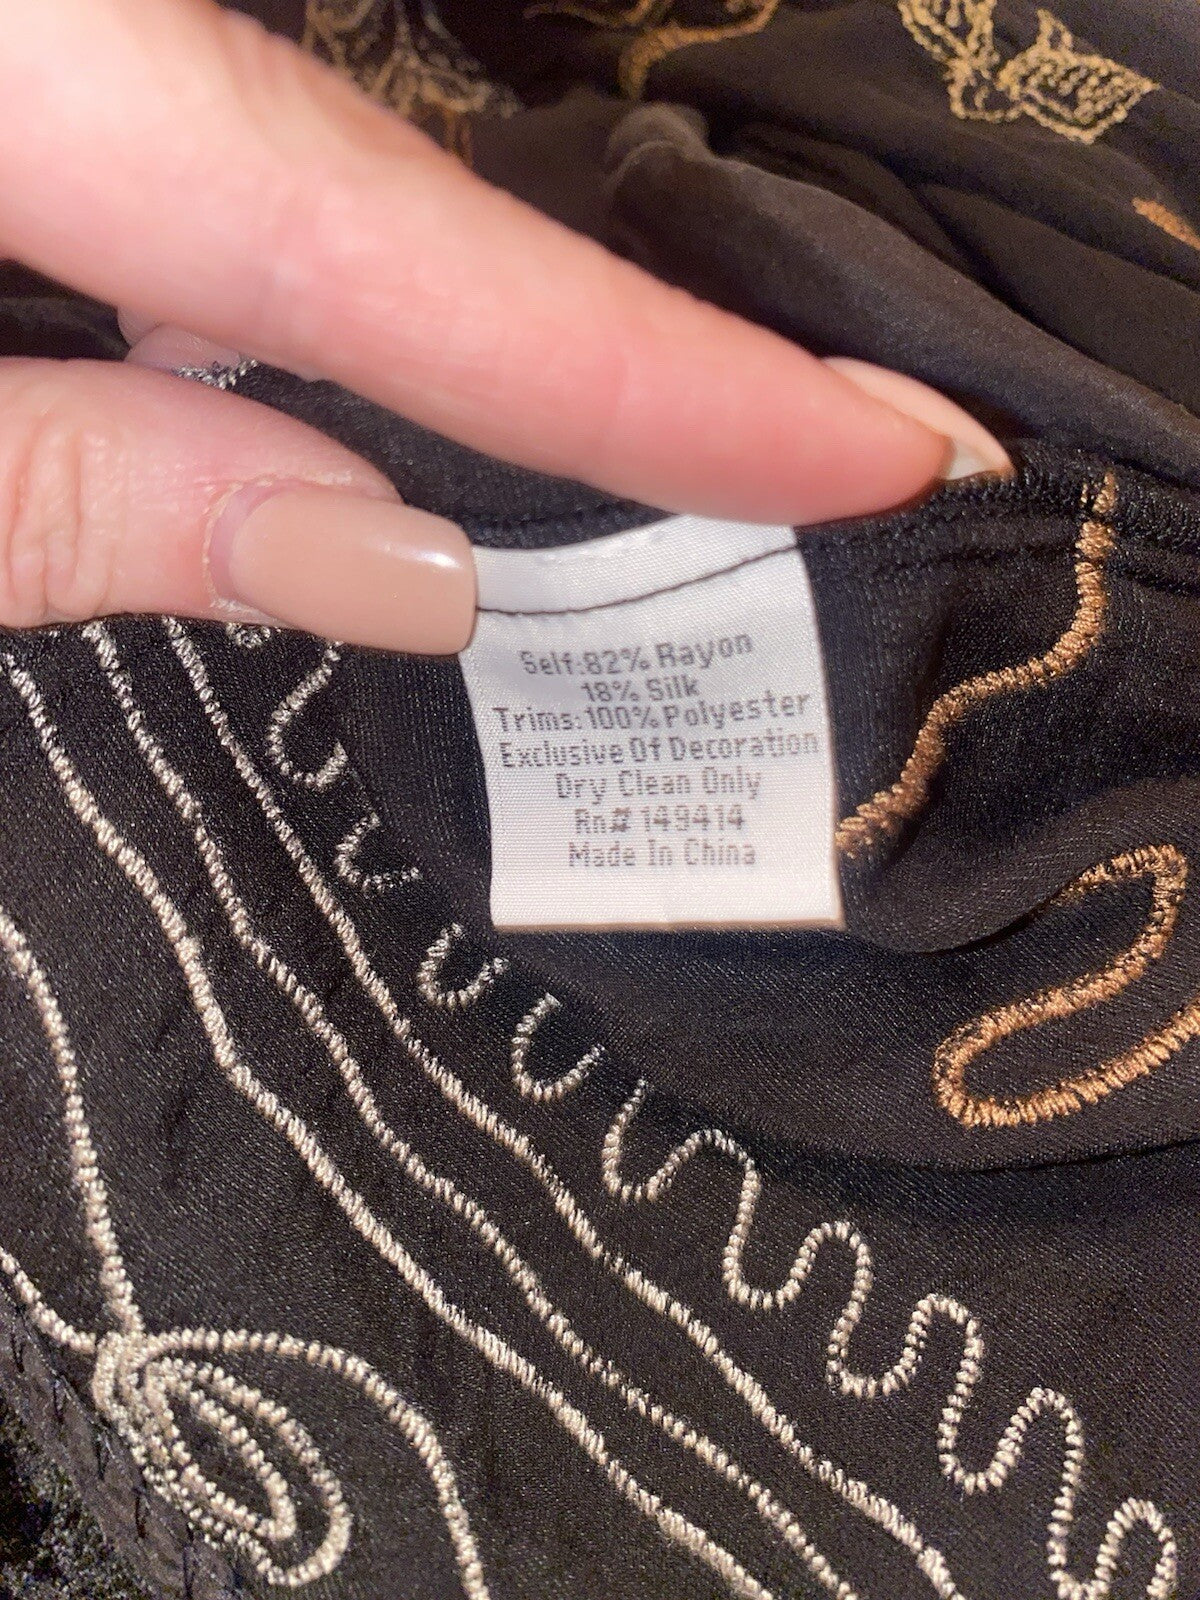 Self:82% Rayon
18% Silk
Trims:100% Polyester
Exclusive Of Decoration
Dry Clean Only
Rn# 149414
Made In China